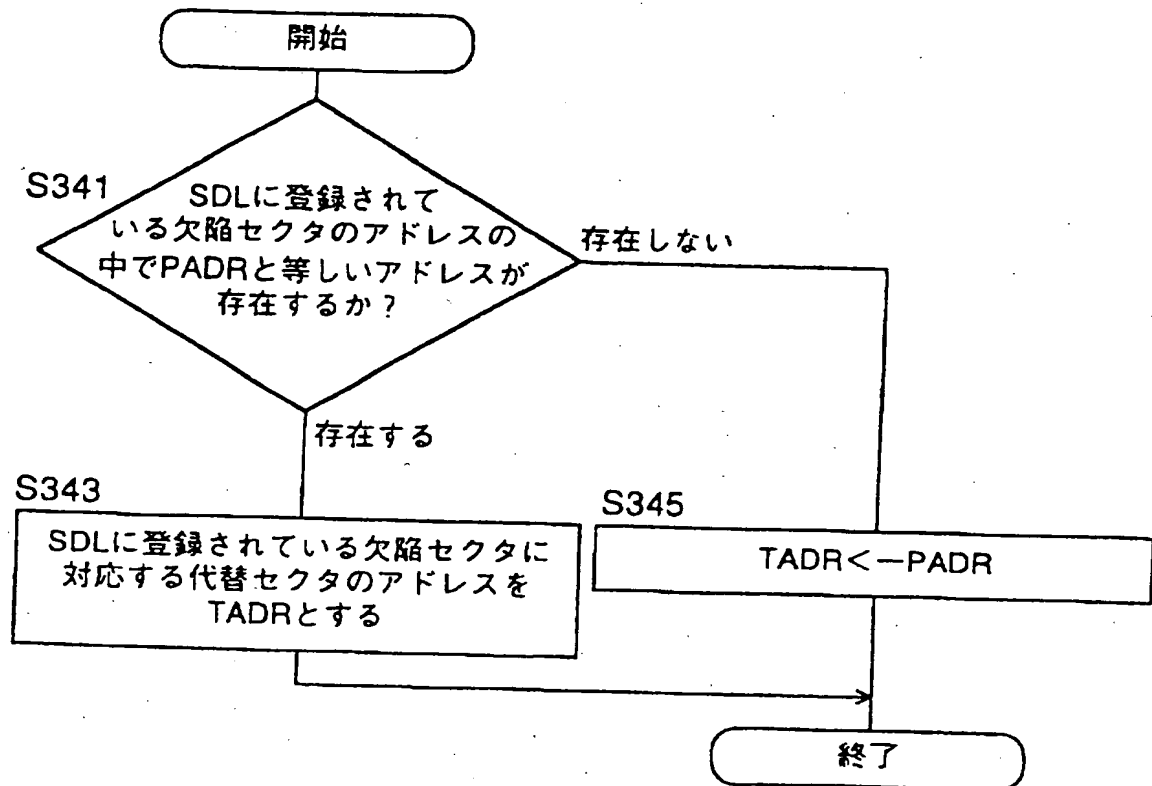 開始
S341
SDLに登録されて
いる欠陥セクタのアドレスの
中でPADRと等しいアドレスが
存在するか?
存在しない
存在する
S343
SDLに登録されている欠陥セクタに
対応する代替セクタのアドレスを
TADRとする
S345
TADR<−PADR
終了